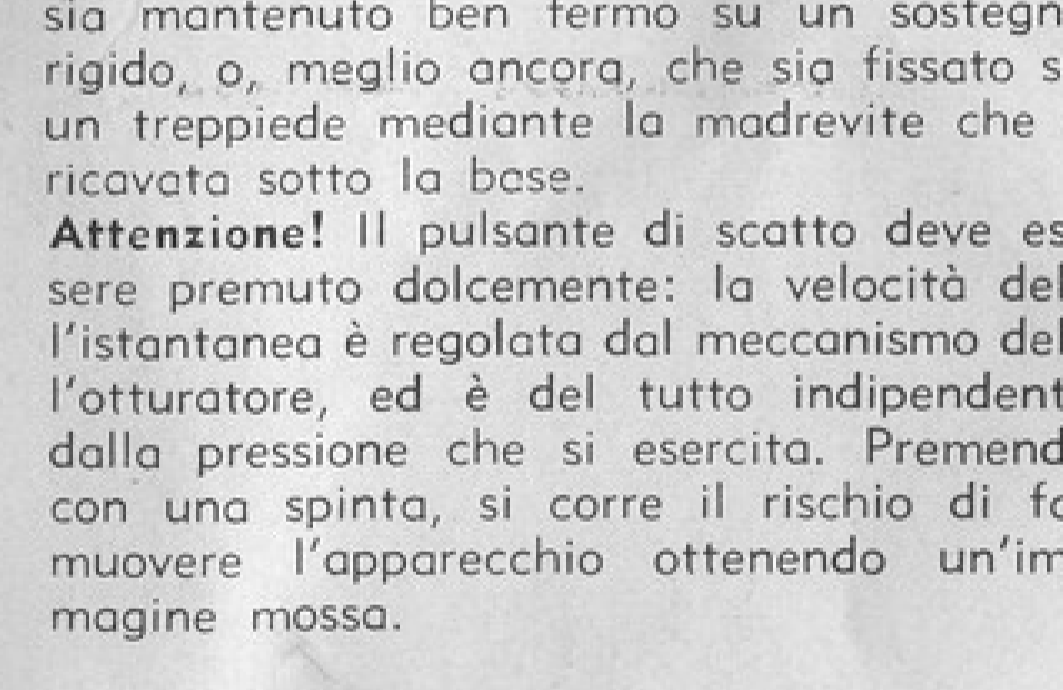 sia mantenuto ben fermo su un sostegn
rigido, o, meglio ancora, che sia fissato s
un treppiede mediante la madrevite che
ricavata sotto la base.
Attenzione! Il pulsante di scatto deve es
sere premuto dolcemente: la velocità del
l'istantanea è regolata dal meccanismo del
l'otturatore, ed è del tutto indipendent
dalla pressione che si esercita. Premend
con una spinta, si corre il rischio di fa
muovere l'apparecchio ottenendo un'im
magine mossa.